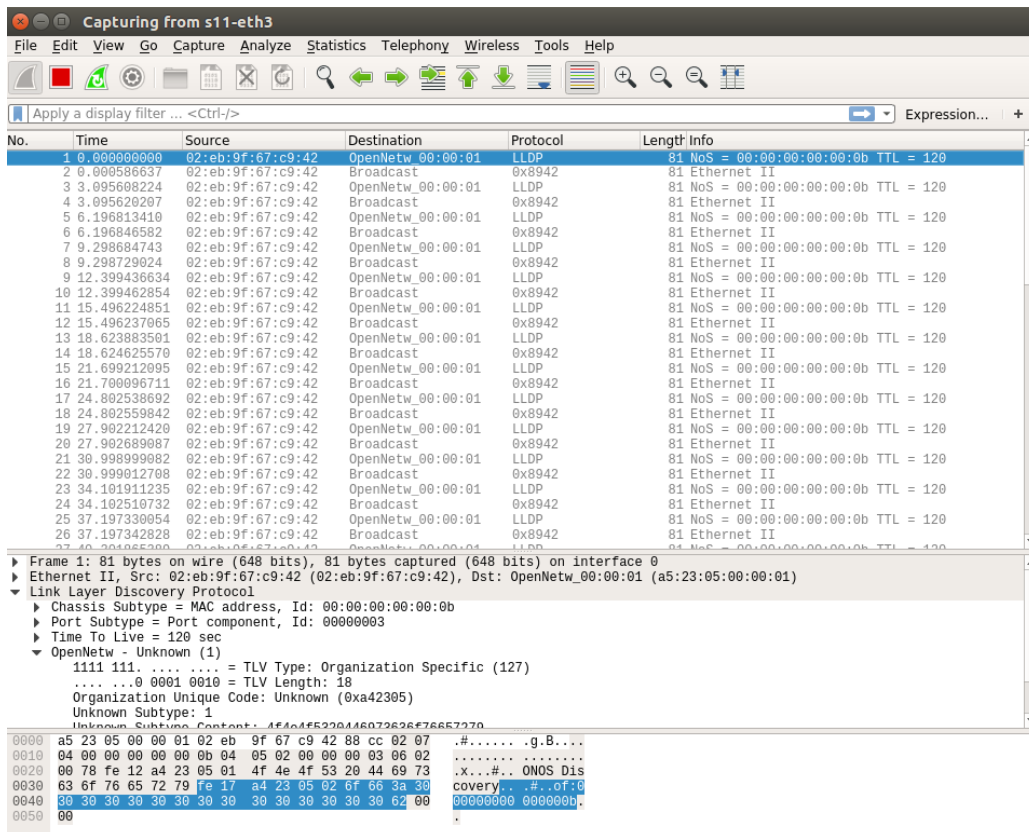 Capturing from s11-eth3
File Edit View Go Capture Analyze Statistics Telephony Wireless Tools Help
Apply a display filter ... <Ctrl-/> Expression... +
No. Time Source Destination Protocol Length Info
1 0.000000000 02:eb:9f:67:c9:42 OpenNetw_00:00:01 LLDP 81 NoS = 00:00:00:00:00:0b TTL = 120
2 0.000586637 02:eb:9f:67:c9:42 Broadcast 0x8942 81 Ethernet II
3 3.095608224 02:eb:9f:67:c9:42 OpenNetw_00:00:01 LLDP 81 NoS = 00:00:00:00:00:0b TTL = 120
4 3.095620207 02:eb:9f:67:c9:42 Broadcast 0x8942 81 Ethernet II
5 6.196813410 02:eb:9f:67:c9:42 OpenNetw_00:00:01 LLDP 81 NoS = 00:00:00:00:00:0b TTL = 120
6 6.196846582 02:eb:9f:67:c9:42 Broadcast 0x8942 81 Ethernet II
7 9.298684743 02:eb:9f:67:c9:42 OpenNetw_00:00:01 LLDP 81 NoS = 00:00:00:00:00:0b TTL = 120
8 9.298729024 02:eb:9f:67:c9:42 Broadcast 0x8942 81 Ethernet II
9 12.399436634 02:eb:9f:67:c9:42 OpenNetw_00:00:01 LLDP 81 NoS = 00:00:00:00:00:0b TTL = 120
10 12.399462854 02:eb:9f:67:c9:42 Broadcast 0x8942 81 Ethernet II
11 15.496224851 02:eb:9f:67:c9:42 OpenNetw_00:00:01 LLDP 81 NoS = 00:00:00:00:00:0b TTL = 120
12 15.496237065 02:eb:9f:67:c9:42 Broadcast 0x8942 81 Ethernet II
13 18.623883501 02:eb:9f:67:c9:42 OpenNetw_00:00:01 LLDP 81 NoS = 00:00:00:00:00:0b TTL = 120
14 18.624625570 02:eb:9f:67:c9:42 Broadcast 0x8942 81 Ethernet II
15 21.699212095 02:eb:9f:67:c9:42 OpenNetw_00:00:01 LLDP 81 NoS = 00:00:00:00:00:0b TTL = 120
16 21.700096711 02:eb:9f:67:c9:42 Broadcast 0x8942 81 Ethernet II
17 24.802538692 02:eb:9f:67:c9:42 OpenNetw_00:00:01 LLDP 81 NoS = 00:00:00:00:00:0b TTL = 120
18 24.802559842 02:eb:9f:67:c9:42 Broadcast 0x8942 81 Ethernet II
19 27.902212420 02:eb:9f:67:c9:42 OpenNetw_00:00:01 LLDP 81 NoS = 00:00:00:00:00:0b TTL = 120
20 27.902689087 02:eb:9f:67:c9:42 Broadcast 0x8942 81 Ethernet II
21 30.998999082 02:eb:9f:67:c9:42 OpenNetw_00:00:01 LLDP 81 NoS = 00:00:00:00:00:0b TTL = 120
22 30.999012708 02:eb:9f:67:c9:42 Broadcast 0x8942 81 Ethernet II
23 34.101911235 02:eb:9f:67:c9:42 OpenNetw_00:00:01 LLDP 81 NoS = 00:00:00:00:00:0b TTL = 120
24 34.102510732 02:eb:9f:67:c9:42 Broadcast 0x8942 81 Ethernet II
25 37.197330054 02:eb:9f:67:c9:42 OpenNetw_00:00:01 LLDP 81 NoS = 00:00:00:00:00:0b TTL = 120
26 37.197342828 02:eb:9f:67:c9:42 Broadcast 0x8942 81 Ethernet II
Frame 1: 81 bytes on wire (648 bits), 81 bytes captured (648 bits) on interface 0
Ethernet II, Src: 02:eb:9f:67:c9:42 (02:eb:9f:67:c9:42), Dst: OpenNetw_00:00:01 (a5:23:05:00:00:01)
Link Layer Discovery Protocol
Chassis Subtype = MAC address, Id: 00:00:00:00:00:0b
Port Subtype = Port component, Id: 00000003
Time To Live = 120 sec
OpenNetw - Unknown (1)
1111 111. .... .... = TLV Type: Organization Specific (127)
.... ...0 0001 0010 = TLV Length: 18
Organization Unique Code: Unknown (0xa42305)
Unknown Subtype: 1
Unknown Subtype Content: 4f4e4f5320446973636f76657279
0000 a5 23 05 00 00 01 02 eb 9f 67 c9 42 88 cc 02 07 .#...... .g.B....
0010 04 00 00 00 00 00 0b 04 05 02 00 00 00 03 06 02 ........ ........
0020 00 78 fe 12 a4 23 05 01 4f 4e 4f 53 20 44 69 73 .x...#.. ONOS Dis
0030 63 6f 76 65 72 79 fe 17 a4 23 05 02 6f 66 3a 30 covery.. .#..of:0
0040 30 30 30 30 30 30 30 30 30 30 30 30 30 30 62 00 00000000 000000b.
0050 00 .